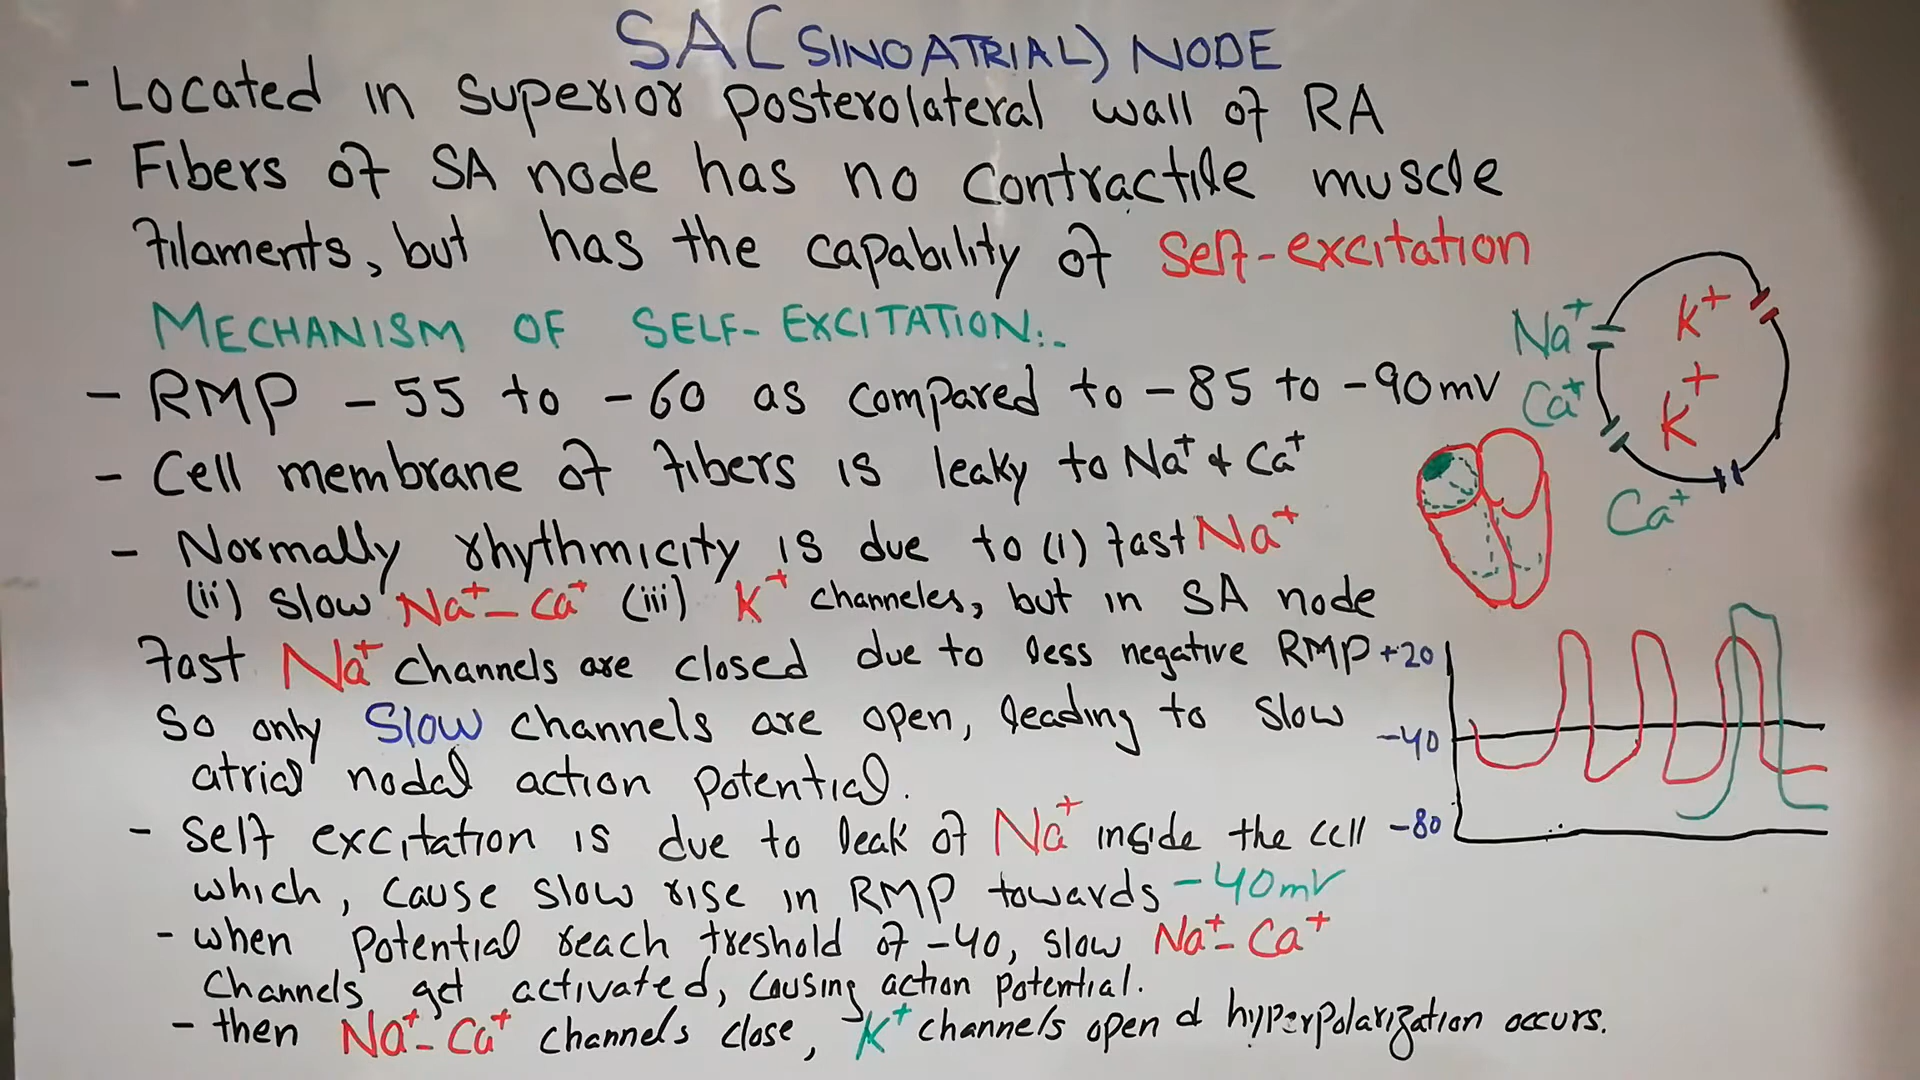 SA (SINOATRIAL) NODE
- Located in superior posterolateral wall of RA
- Fibers of SA node has no contractile muscle
filaments, but has the capability of self-excitation
MECHANISM OF SELF-EXCITATION:-
- RMP -55 to -60 as compared to -85 to -90mV
- Cell membrane of fibers is leaky to Na+ & Ca+
- Normally rhythmicity is due to (i) fast Na+
(ii) slow Na+-Ca+ (iii) K+ channeles, but in SA node
fast Na+ channels are closed due to less negative RMP
So only Slow channels are open, leading to slow
atrial nodal action potential.
- Self excitation is due to leak of Na+ inside the cell
which, cause slow rise in RMP towards -40mV
- when potential reach treshold of -40, slow Na+-Ca+
channels get activated, causing action potential.
- then Na+-Ca+ channels close, K+ channels open & hyperpolarization occurs.
Na+
K+
Ca+
K+
Ca+
+20
-40
-80